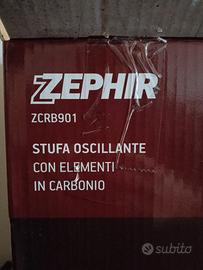 ZEPHIR
ZCRB901
STUFA OSCILLANTE
CON ELEMENTI
IN CARBONIO
subito